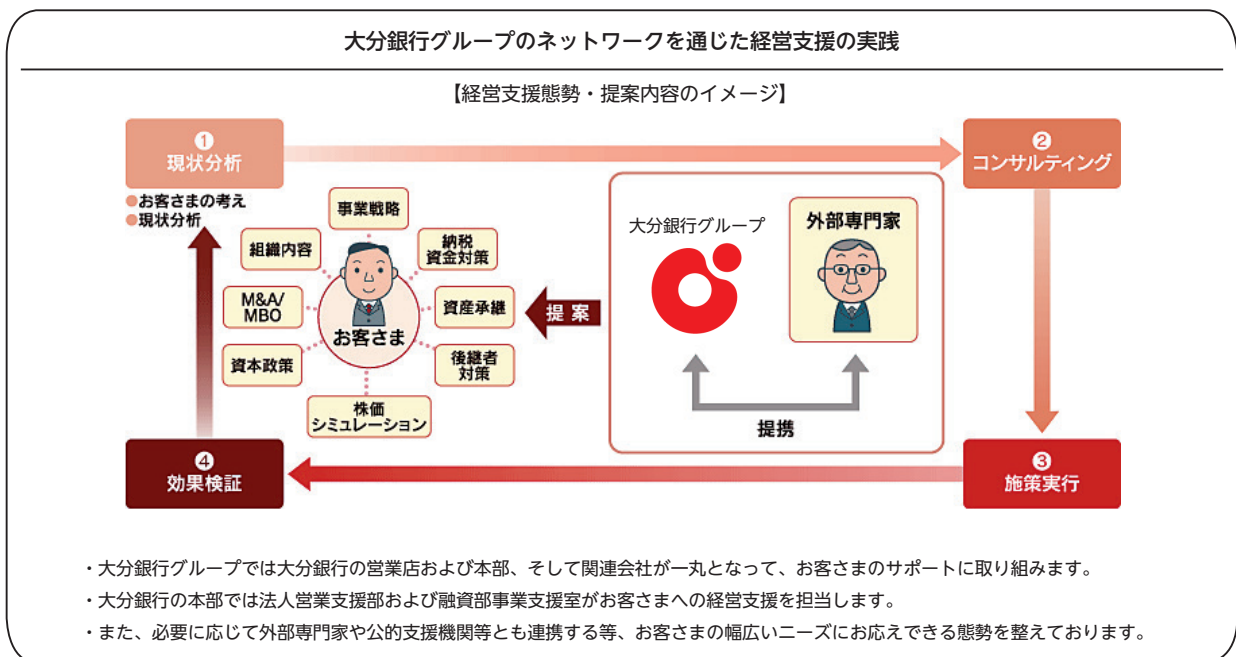 大分銀行グループのネットワークを通じた経営支援の実践
【経営支援態勢・提案内容のイメージ】
❶
現状分析
●お客さまの考え
●現状分析
❷
コンサルティング
事業戦略
組織内容
納税
資金対策
M&A/
MBO
資産承継
お客さま
資本政策
後継者
対策
株価
シミュレーション
提案
大分銀行グループ
外部専門家
提携
❹
効果検証
❸
施策実行
・大分銀行グループでは大分銀行の営業店および本部、そして関連会社が一丸となって、お客さまのサポートに取り組みます。
・大分銀行の本部では法人営業支援部および融資部事業支援室がお客さまへの経営支援を担当します。
・また、必要に応じて外部専門家や公的支援機関等とも連携する等、お客さまの幅広いニーズにお応えできる態勢を整えております。